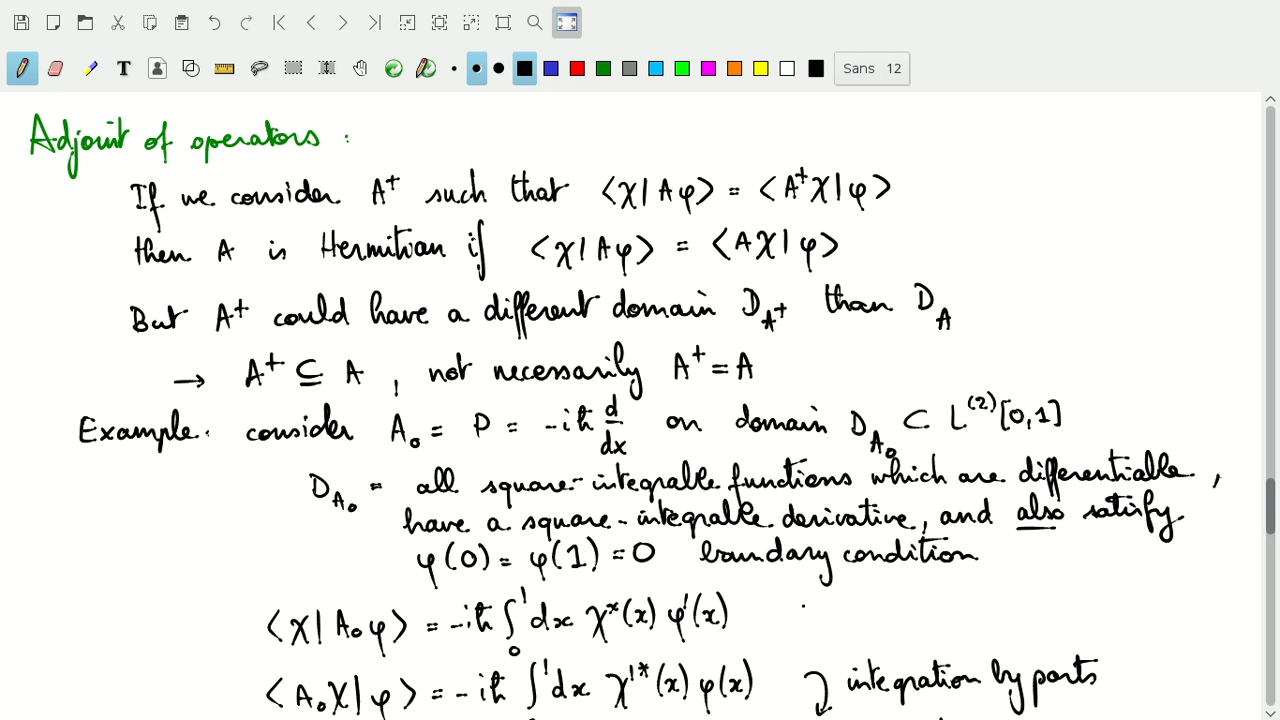 Sans 12
Adjoint of operators :
If we consider A⁺ such that ⟨χ|Aφ⟩ = ⟨A⁺χ|φ⟩
then A is Hermitian if ⟨χ|Aφ⟩ = ⟨Aχ|φ⟩
But A⁺ could have a different domain D_A⁺ than D_A
→ A⁺ ⊆ A , not necessarily A⁺ = A
Example: consider A₀ = P = -iħ d/dx on domain D_A₀ ⊂ L⁽²⁾[0,1]
D_A₀ = all square-integrable functions which are differentiable,
have a square-integrable derivative, and also satisfy
φ(0) = φ(1) = 0 boundary condition
⟨χ|A₀φ⟩ = -iħ ∫₀¹ dx χ*(x) φ'(x)
⟨A₀χ|φ⟩ = -iħ ∫¹ dx χ'*(x) φ(x) integration by parts